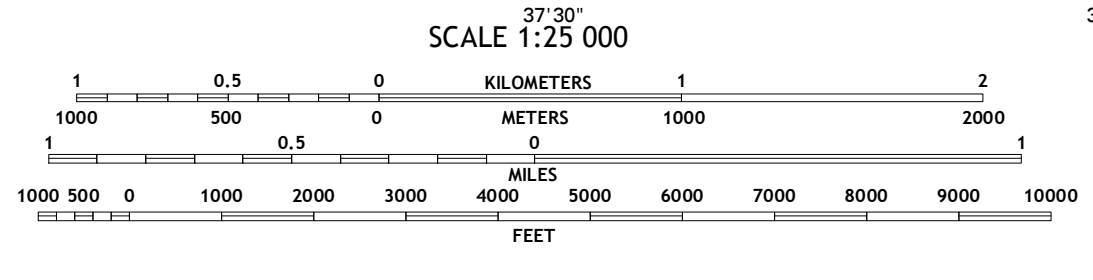 37'30" 3
SCALE 1:25 000
1 0.5 0 KILOMETERS 1 2
1000 500 0 METERS 1000 2000
1 0.5 0 1
MILES
1000 500 0 1000 2000 3000 4000 5000 6000 7000 8000 9000 10000
FEET